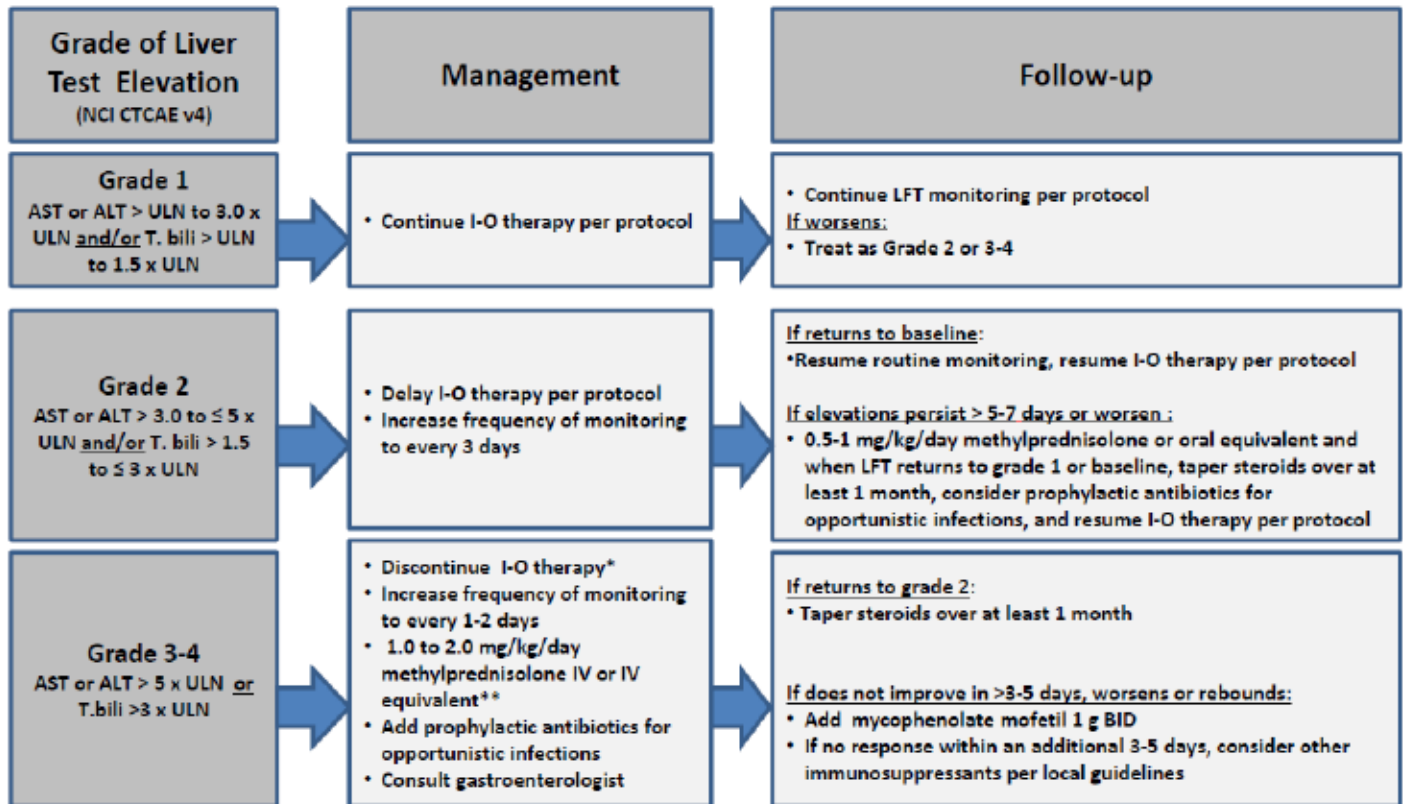 Grade of Liver
Test Elevation
(NCI CTCAE v4)
Management
Follow-up
Grade 1
AST or ALT > ULN to 3.0 x
ULN and/or T. bili > ULN
to 1.5 x ULN
• Continue I-O therapy per protocol
• Continue LFT monitoring per protocol
If worsens:
• Treat as Grade 2 or 3-4
Grade 2
AST or ALT > 3.0 to ≤ 5 x
ULN and/or T. bili > 1.5
to ≤ 3 x ULN
• Delay I-O therapy per protocol
• Increase frequency of monitoring
to every 3 days
If returns to baseline:
•Resume routine monitoring, resume I-O therapy per protocol
If elevations persist > 5-7 days or worsen :
• 0.5-1 mg/kg/day methylprednisolone or oral equivalent and
when LFT returns to grade 1 or baseline, taper steroids over at
least 1 month, consider prophylactic antibiotics for
opportunistic infections, and resume I-O therapy per protocol
Grade 3-4
AST or ALT > 5 x ULN or
T.bili >3 x ULN
• Discontinue I-O therapy*
• Increase frequency of monitoring
to every 1-2 days
• 1.0 to 2.0 mg/kg/day
methylprednisolone IV or IV
equivalent**
• Add prophylactic antibiotics for
opportunistic infections
• Consult gastroenterologist
If returns to grade 2:
• Taper steroids over at least 1 month
If does not improve in >3-5 days, worsens or rebounds:
• Add mycophenolate mofetil 1 g BID
• If no response within an additional 3-5 days, consider other
immunosuppressants per local guidelines